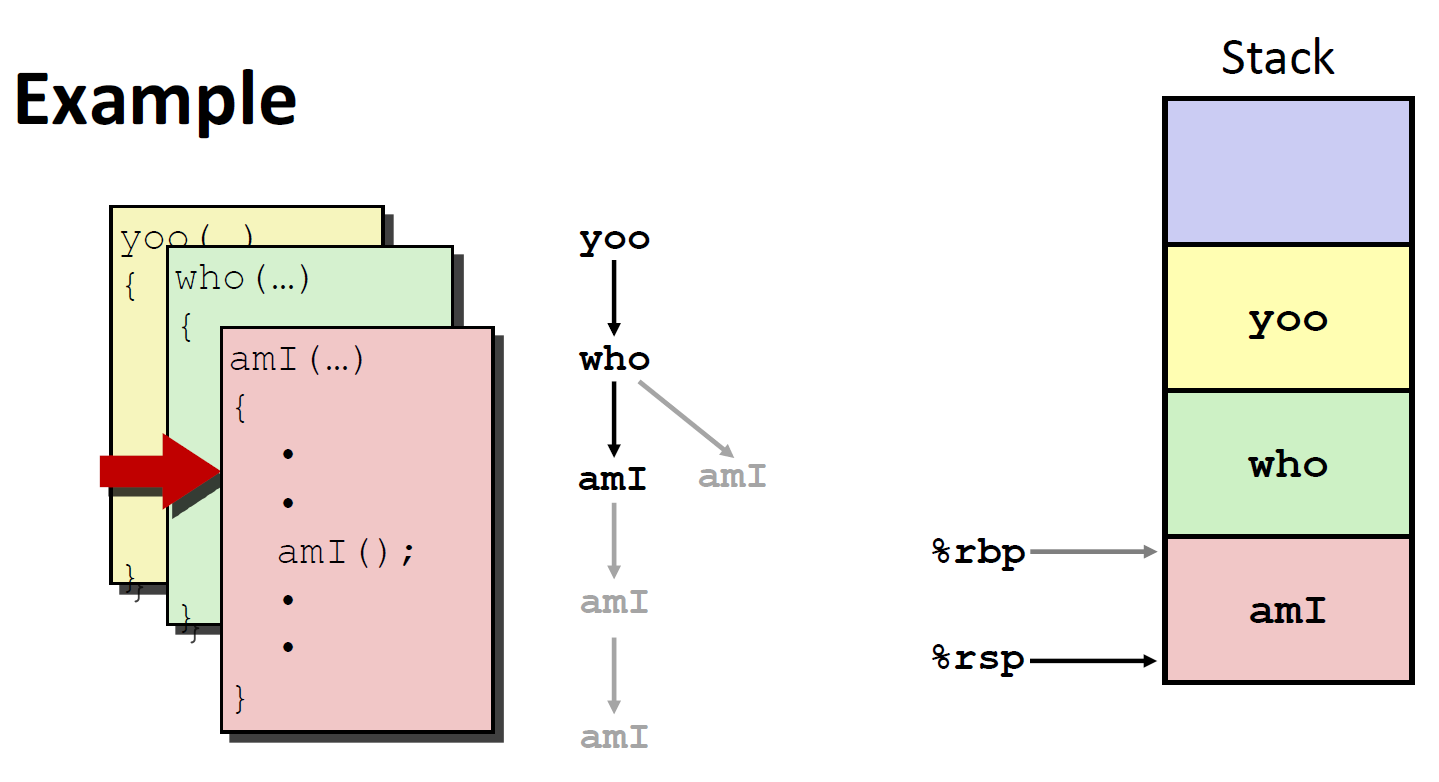 Example
Stack
yoo( )
{
who(…)
{
amI(…)
{
•
•
amI();
•
•
}
}
}
}
}
yoo
who
amI
amI
amI
amI
yoo
who
amI
%rbp
%rsp